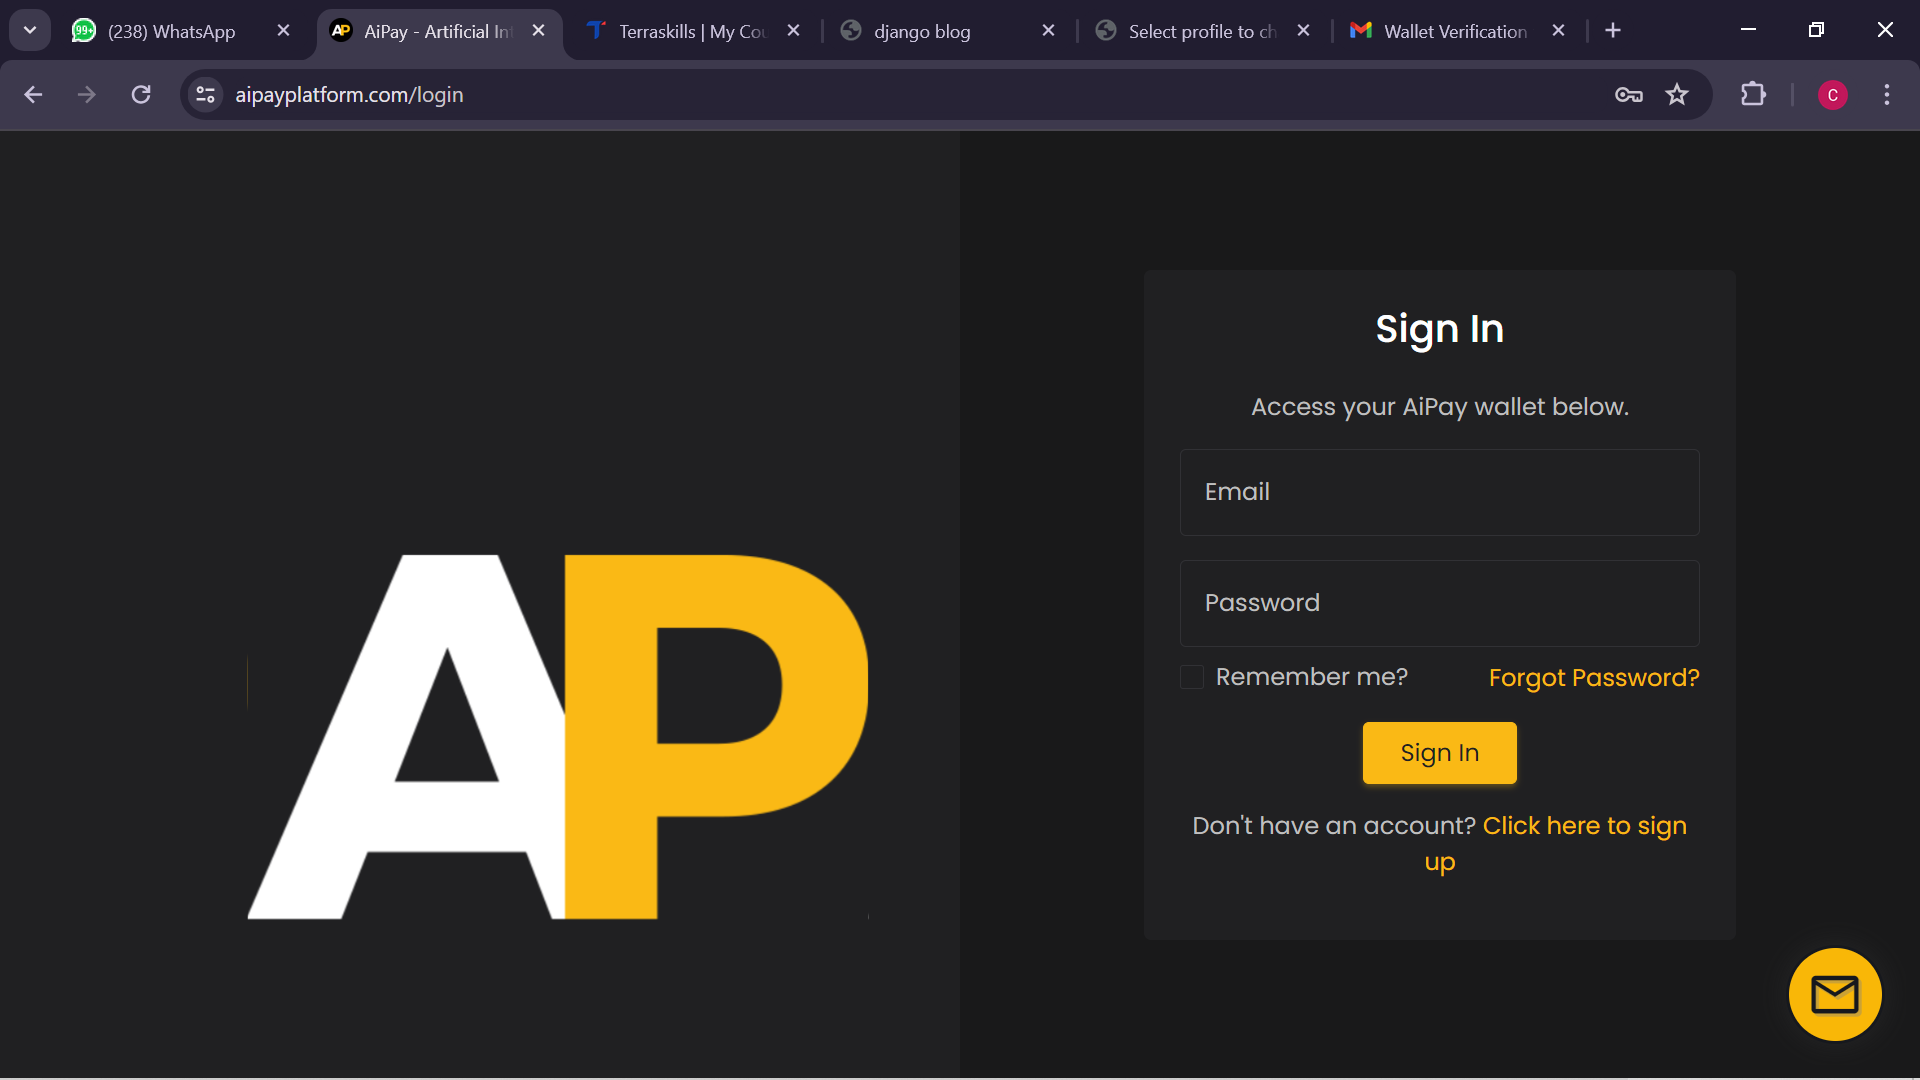 (238) WhatsApp
AP
AiPay - Artificial Int
Terraskills | My Cou
django blog
Select profile to ch
Wallet Verification
aipayplatform.com/login
C
AP
Sign In
Access your AiPay wallet below.
Email
Password
Remember me?
Forgot Password?
Sign In
Don't have an account? Click here to sign
up